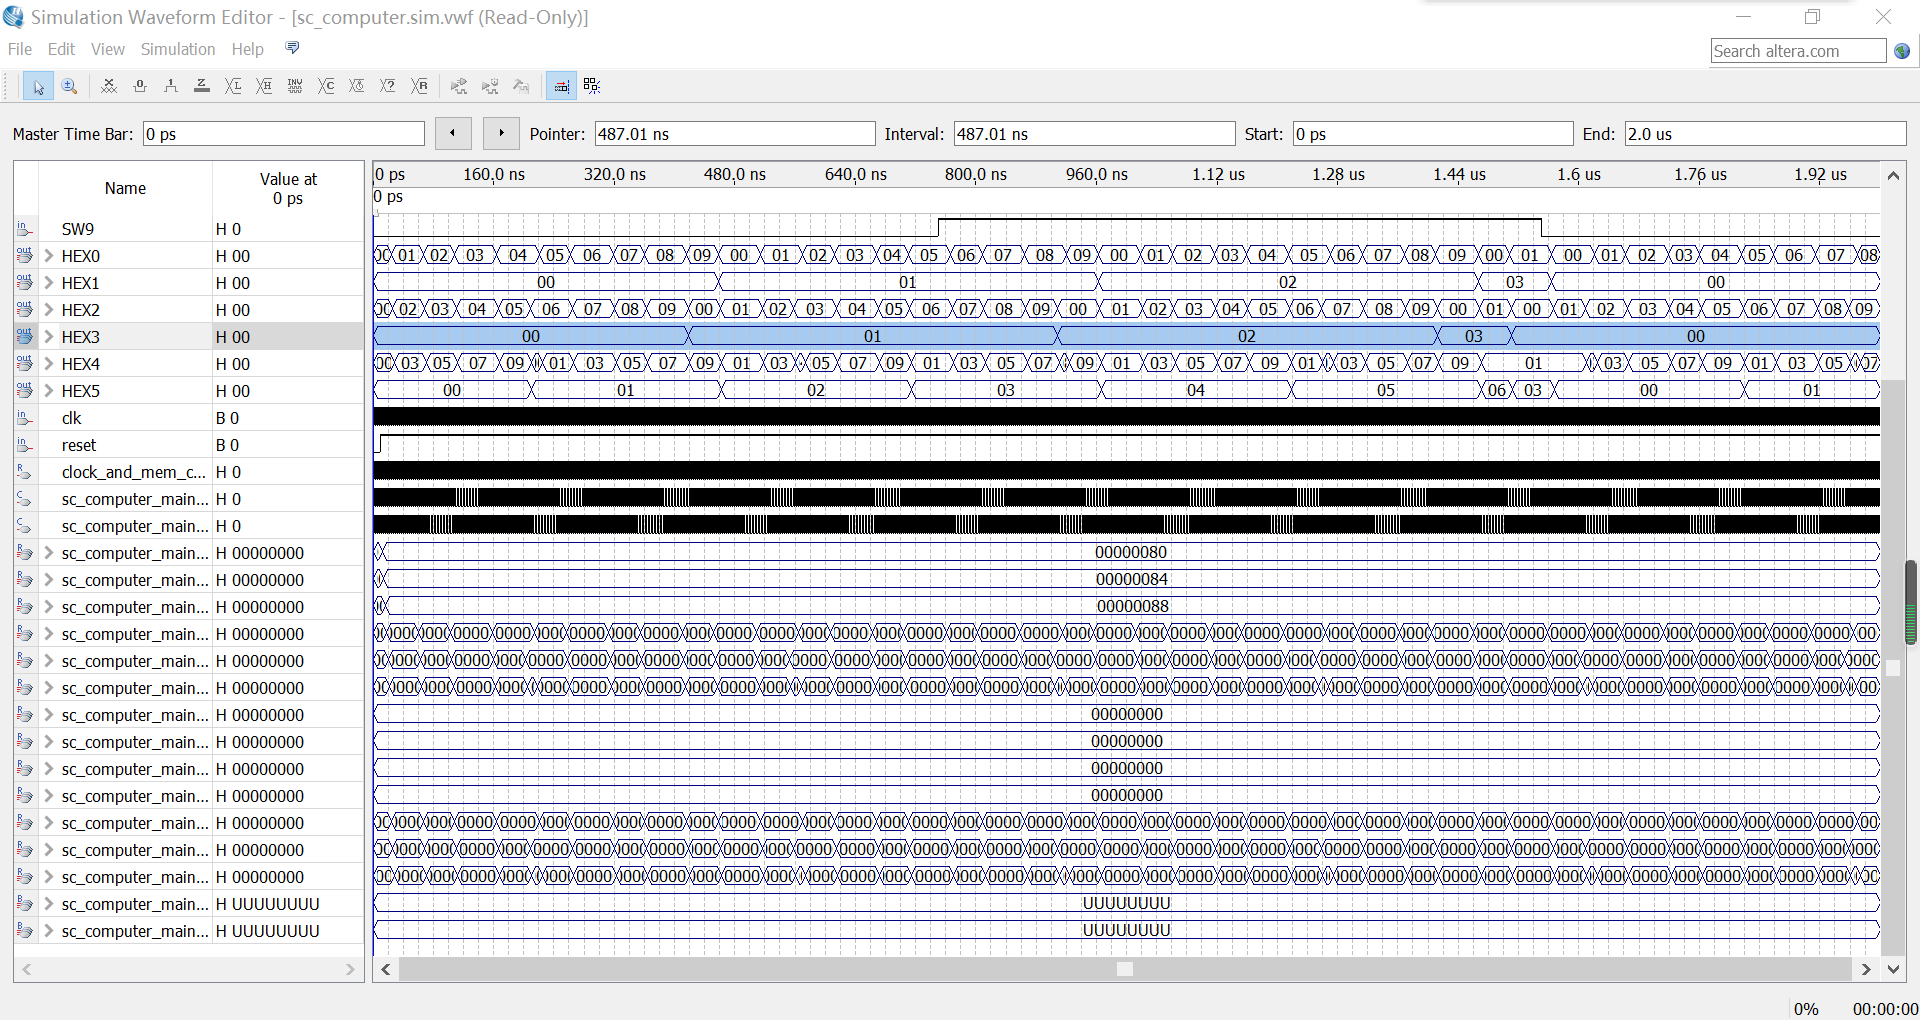 Simulation Waveform Editor - [sc_computer.sim.vwf (Read-Only)]
File Edit View Simulation Help
Search altera.com
Master Time Bar: 0 ps Pointer: 487.01 ns Interval: 487.01 ns Start: 0 ps End: 2.0 us
Name Value at 0 ps
0 ps 160.0 ns 320.0 ns 480.0 ns 640.0 ns 800.0 ns 960.0 ns 1.12 us 1.28 us 1.44 us 1.6 us 1.76 us 1.92 us
0 ps
SW9 H 0
HEX0 H 00 01 02 03 04 05 06 07 08 09 00 01 02 03 04 05 06 07 08 09 00 01 02 03 04 05 06 07 08 09 00 01 00 01 02 03 04 05 06 07 08
HEX1 H 00 00 01 02 03 00
HEX2 H 00 02 03 04 05 06 07 08 09 00 01 02 03 04 05 06 07 08 09 00 01 02 03 04 05 06 07 08 09 00 01 00 01 02 03 04 05 06 07 08 09
HEX3 H 00 00 01 02 03 00
HEX4 H 00 03 05 07 09 01 03 05 07 09 01 03 05 07 09 01 03 05 07 09 01 03 05 07 09 01 03 05 07 09 01 03 05 07 09 01 03 05 07
HEX5 H 00 00 01 02 03 04 05 06 03 00 01
clk B 0
reset B 0
clock_and_mem_c... H 0
sc_computer_main... H 0
sc_computer_main... H 0
sc_computer_main... H 00000000 00000080
sc_computer_main... H 00000000 00000084
sc_computer_main... H 00000000 00000088
sc_computer_main... H 00000000
sc_computer_main... H 00000000
sc_computer_main... H 00000000
sc_computer_main... H 00000000 00000000
sc_computer_main... H 00000000 00000000
sc_computer_main... H 00000000 00000000
sc_computer_main... H 00000000 00000000
sc_computer_main... H 00000000
sc_computer_main... H 00000000
sc_computer_main... H 00000000
sc_computer_main... H UUUUUUUU UUUUUUUU
sc_computer_main... H UUUUUUUU UUUUUUUU
0% 00:00:00